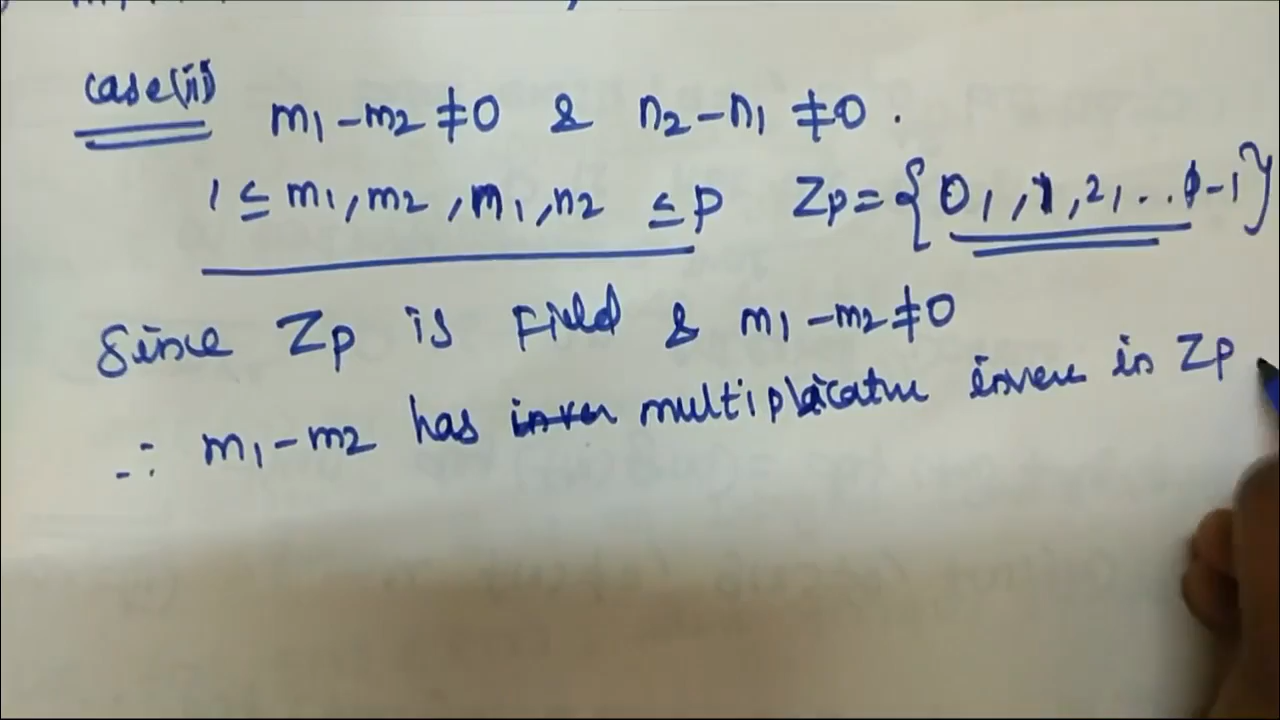 case(ii) m1-m2≠0 & n2-n1 ≠0.
1 ≤ m1, m2, n1, n2 ≤ p Zp={0, , 1, 2, .. p-1}
Since Zp is Field & m1-m2≠0
∴ m1-m2 has multiplicative inverse in Zp